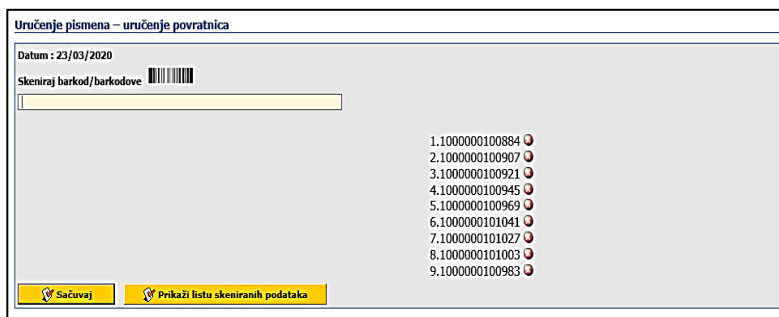 Uručenje pismena – uručenje povratnica
Datum : 23/03/2020
Skeniraj barkod/barkodove
1.1000000100884
2.1000000100907
3.1000000100921
4.1000000100945
5.1000000100969
6.1000000101041
7.1000000101027
8.1000000101003
9.1000000100983
Sačuvaj Prikaži listu skeniranih podataka